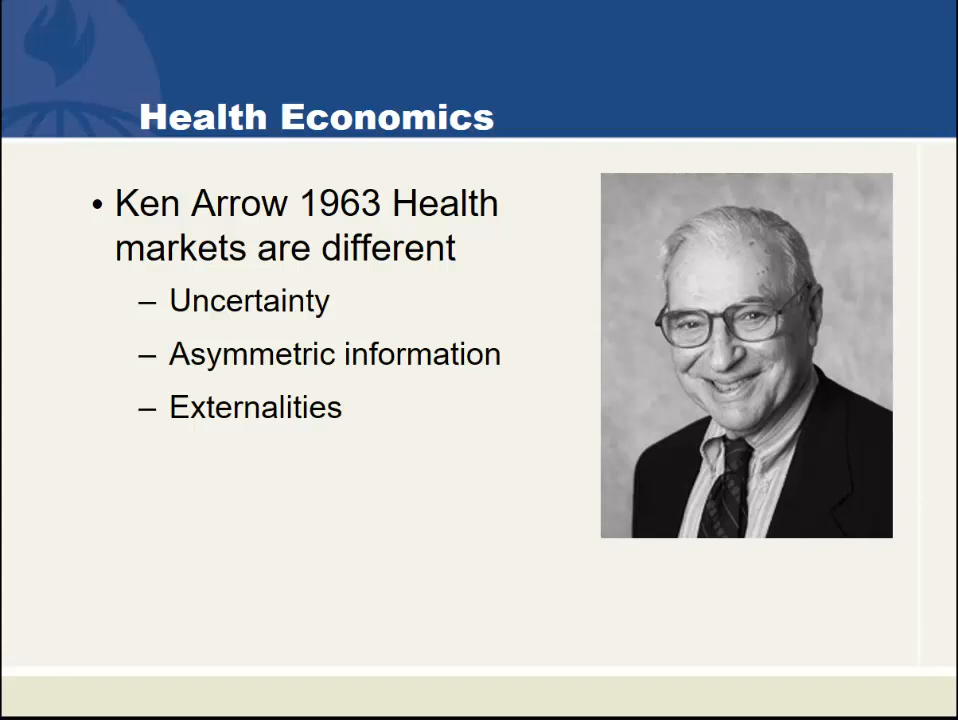 Health Economics
• Ken Arrow 1963 Health
markets are different
– Uncertainty
– Asymmetric information
– Externalities